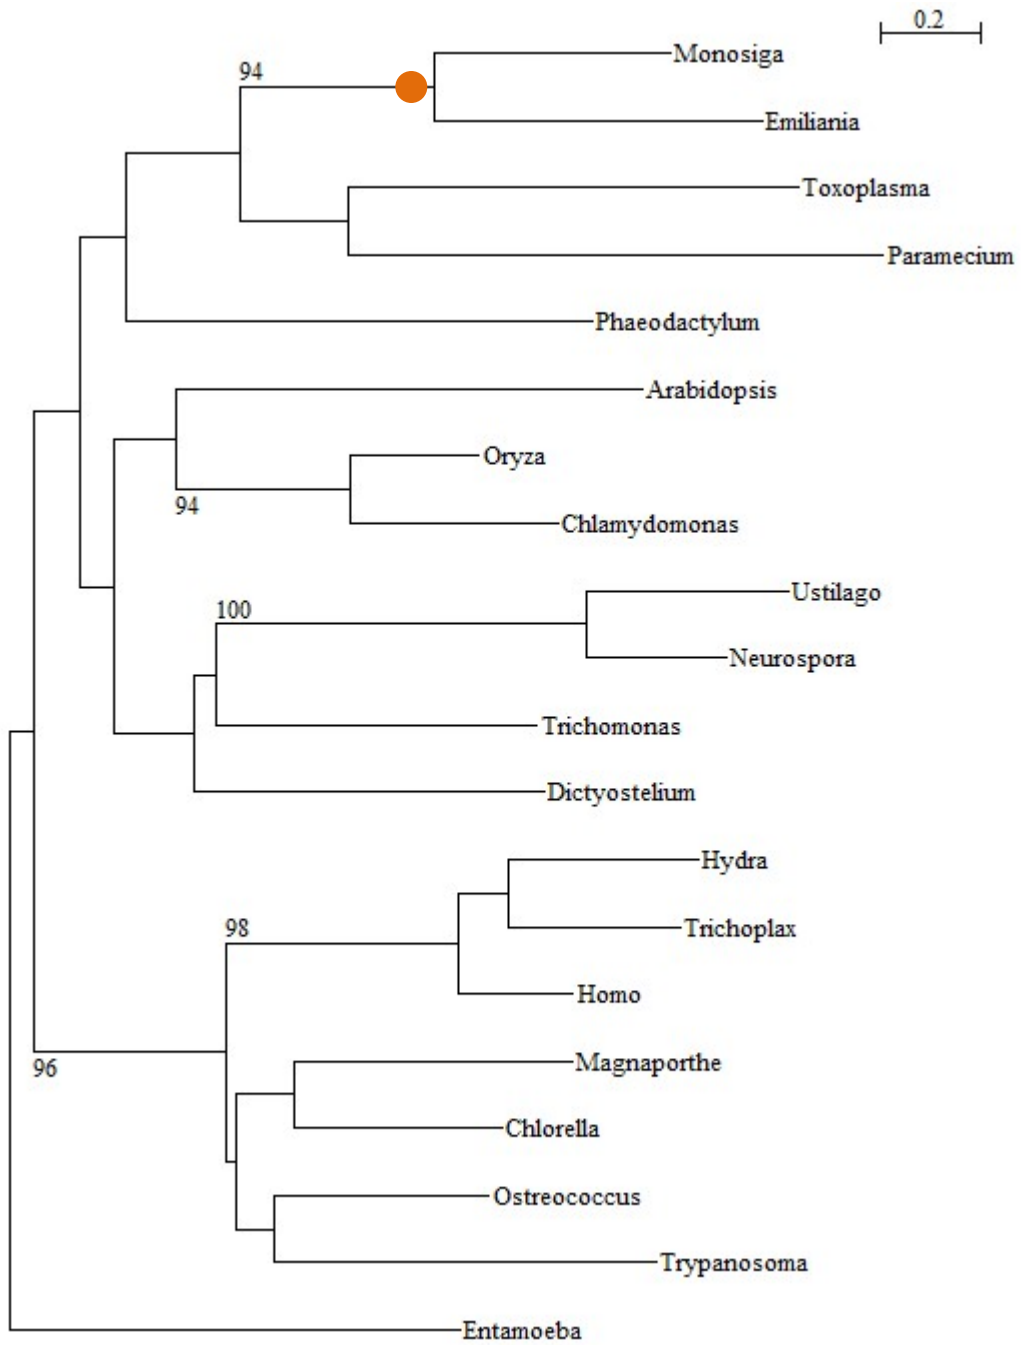 0.2
Monosiga
94
Emiliania
Toxoplasma
Paramecium
Phaeodactylum
Arabidopsis
Oryza
94
Chlamydomonas
Ustilago
100
Neurospora
Trichomonas
Dictyostelium
Hydra
98
Trichoplax
Homo
Magnaporthe
96
Chlorella
Ostreococcus
Trypanosoma
Entamoeba